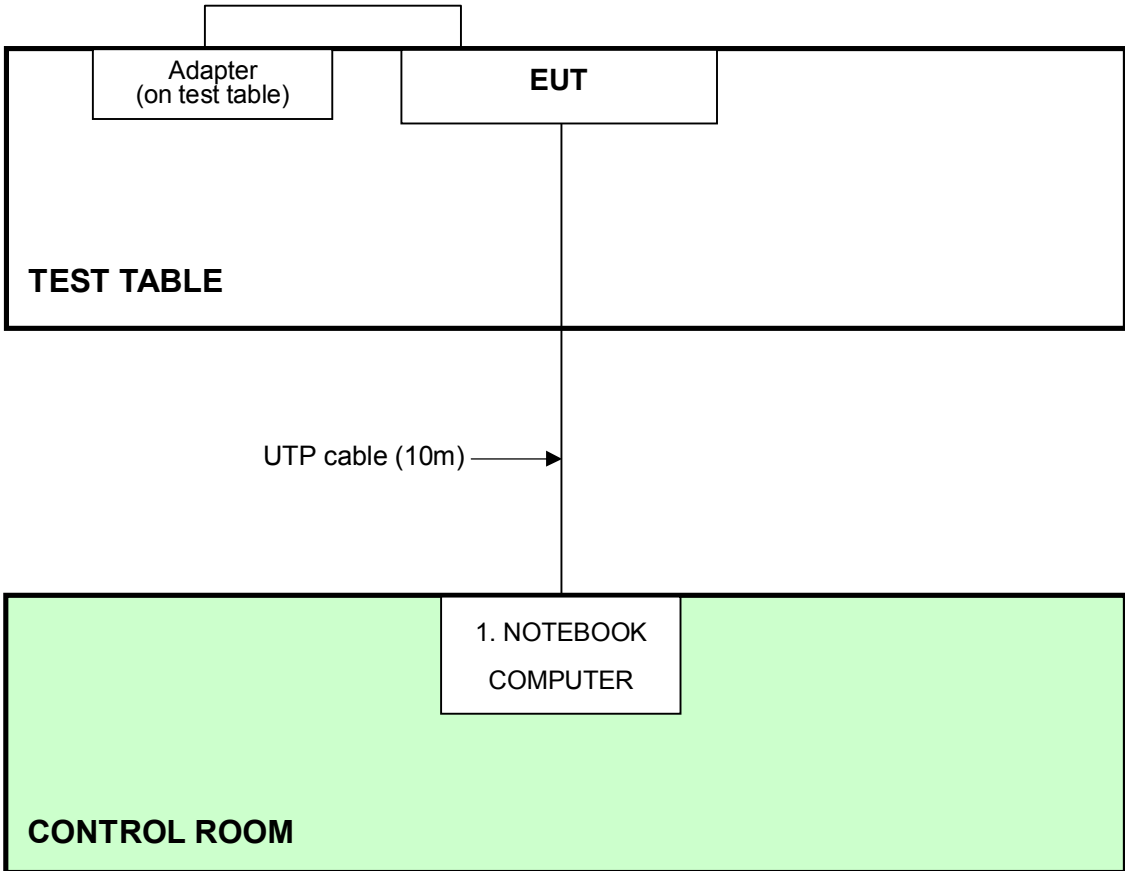 Adapter
(on test table)
EUT
TEST TABLE
UTP cable (10m)
1. NOTEBOOK
COMPUTER
CONTROL ROOM